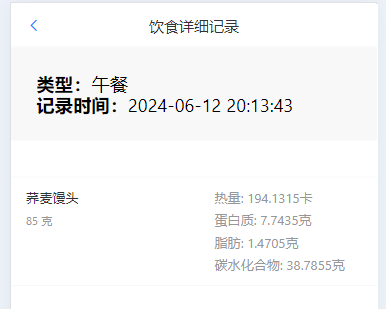 饮食详细记录
类型：午餐
记录时间：2024-06-12 20:13:43
荞麦馒头
85 克
热量: 194.1315卡
蛋白质: 7.7435克
脂肪: 1.4705克
碳水化合物: 38.7855克